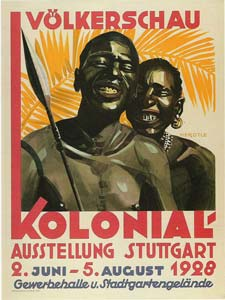 VÖLKERSCHAU
KOLONIAL-
AUSSTELLUNG STUTTGART
2. JUNI – 5. AUGUST 1928
Gewerbehalle u. Stadtgartengelände